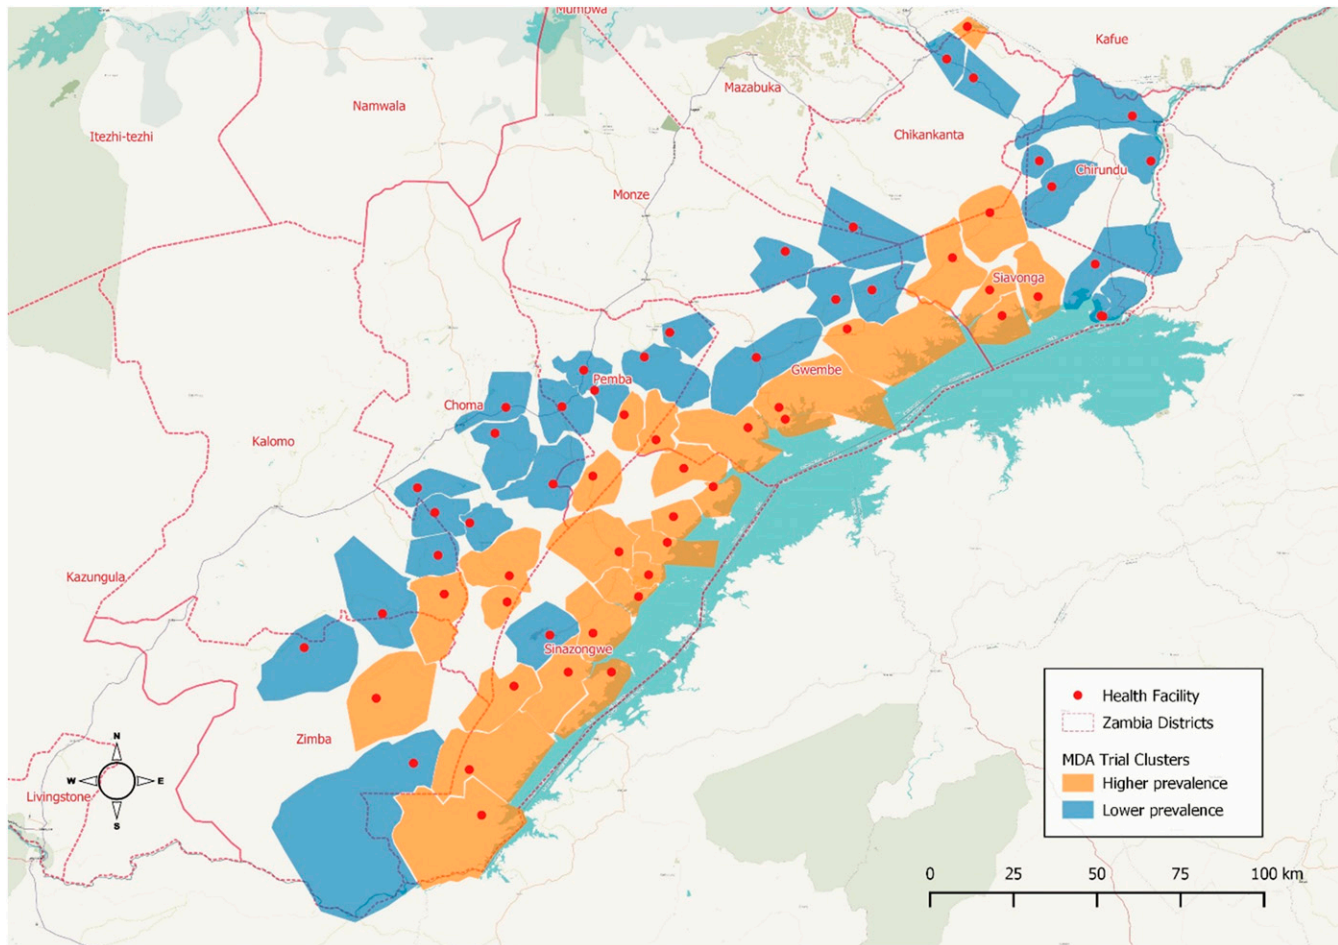 Mumbwa
Kafue
Mazabuka
Namwala
Itezhi-tezhi
Chikankanta
Chirundu
Monze
Siavonga
Gwembe
Pemba
Choma
Kalomo
Kazungula
Sinazongwe
Zimba
Livingstone
N
W
E
S
Health Facility
Zambia Districts
MDA Trial Clusters
Higher prevalence
Lower prevalence
0 25 50 75 100 km